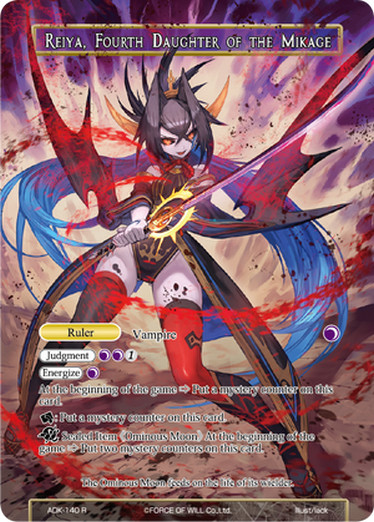 Reiya, Fourth Daughter of the Mikage
Ruler Vampire
Judgment 1
Energize
At the beginning of the game ⇒ Put a mystery counter on this
card.
: Put a mystery counter on this card.
: Sealed Item 《Ominous Moon》 At the beginning of the
game ⇒ Put two mystery counters on this card.
The Ominous Moon feeds on the life of its wielder.
ADK-140 R ©FORCE OF WILL Co.,Ltd. Illust/lack